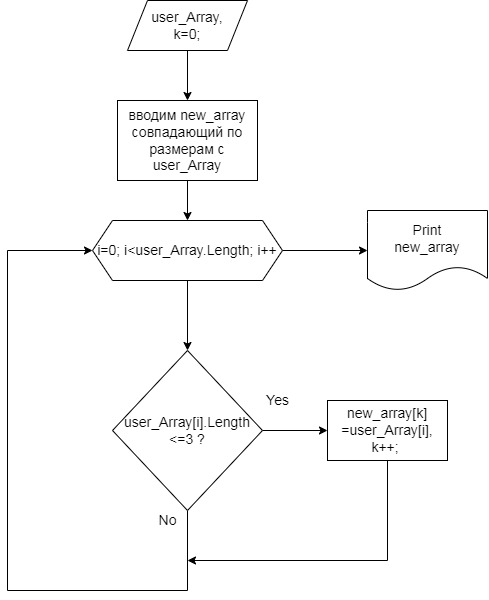 user_Array,
k=0;
вводим new_array
совпадающий по
размерам с
user_Array
i=0; i<user_Array.Length; i++
Print
new_array
user_Array[i].Length
<=3 ?
Yes
new_array[k]
=user_Array[i],
k++;
No